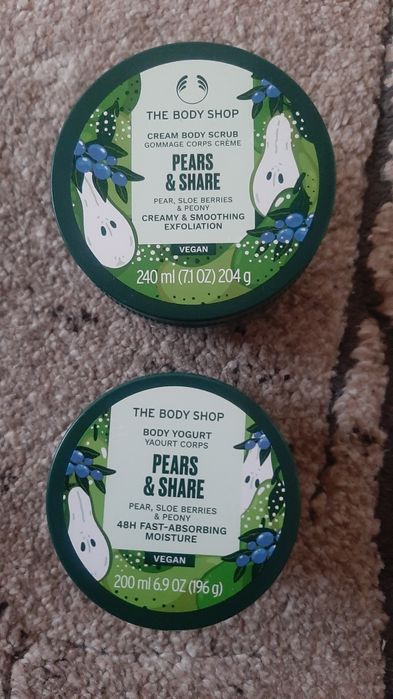 THE BODY SHOP
CREAM BODY SCRUB
GOMMAGE CORPS CRÈME
PEARS
& SHARE
PEAR, SLOE BERRIES
& PEONY
CREAMY & SMOOTHING
EXFOLIATION
VEGAN
240 ml (7.1 OZ) 204 g
THE BODY SHOP
BODY YOGURT
YAOURT CORPS
PEARS
& SHARE
PEAR, SLOE BERRIES
& PEONY
48H FAST-ABSORBING
MOISTURE
VEGAN
200 ml 6.9 OZ (196 g)